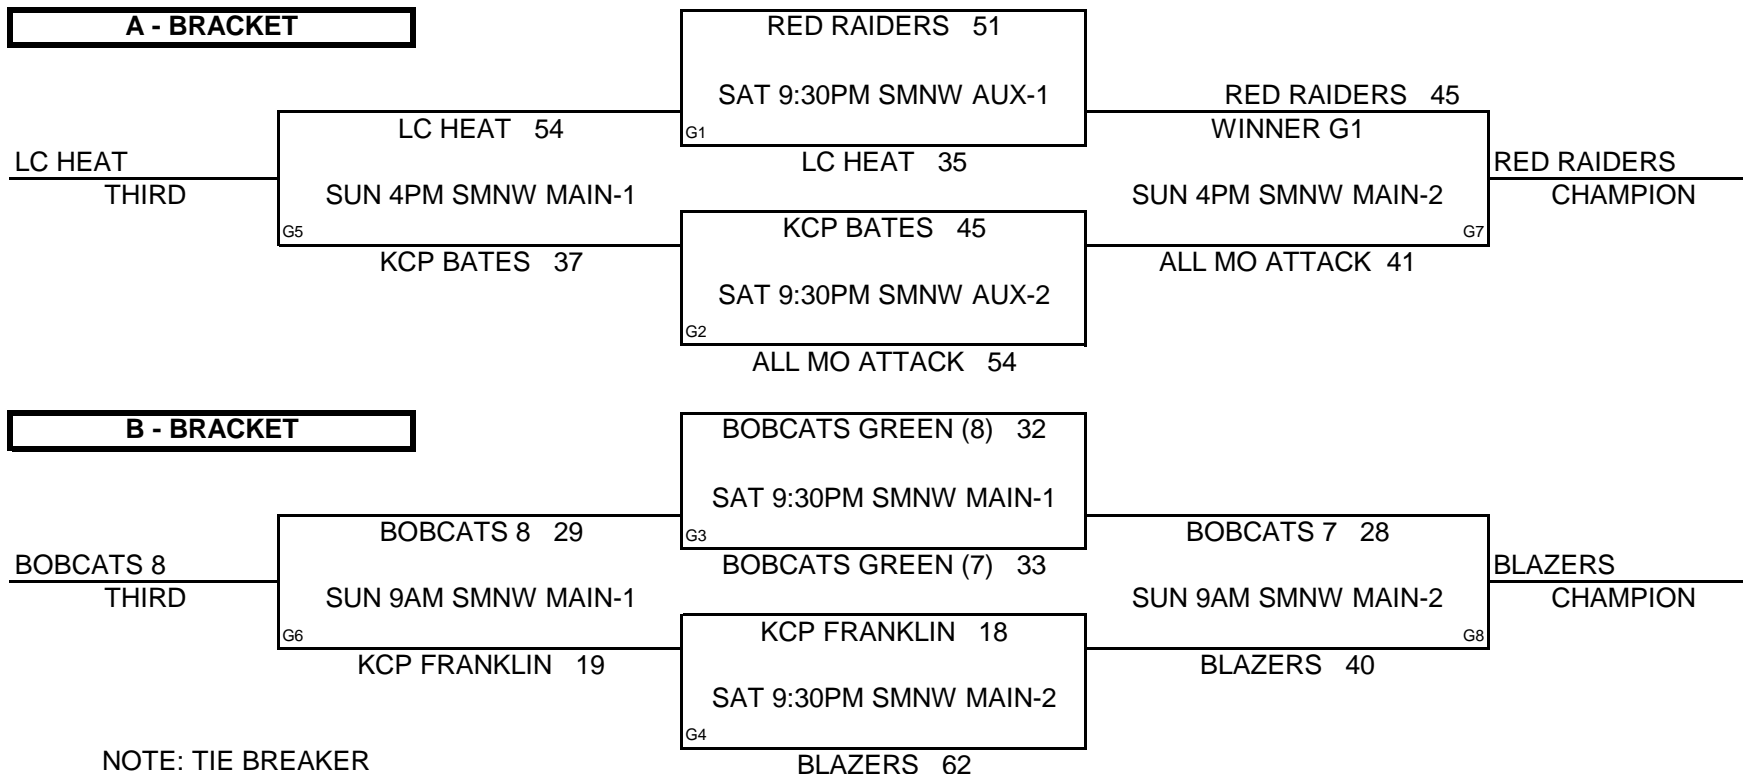 A - BRACKET
RED RAIDERS 51
SAT 9:30PM SMNW AUX-1
G1
LC HEAT 35
RED RAIDERS 45
WINNER G1
LC HEAT 54
LC HEAT
THIRD
SUN 4PM SMNW MAIN-1
G5
KCP BATES 37
SUN 4PM SMNW MAIN-2
G7
RED RAIDERS
CHAMPION
KCP BATES 45
ALL MO ATTACK 41
SAT 9:30PM SMNW AUX-2
G2
ALL MO ATTACK 54
B - BRACKET
BOBCATS GREEN (8) 32
SAT 9:30PM SMNW MAIN-1
G3
BOBCATS GREEN (7) 33
BOBCATS 8 29
BOBCATS 8
THIRD
SUN 9AM SMNW MAIN-1
G6
KCP FRANKLIN 19
BOBCATS 7 28
SUN 9AM SMNW MAIN-2
G8
BLAZERS
CHAMPION
KCP FRANKLIN 18
BLAZERS 40
SAT 9:30PM SMNW MAIN-2
G4
BLAZERS 62
NOTE: TIE BREAKER